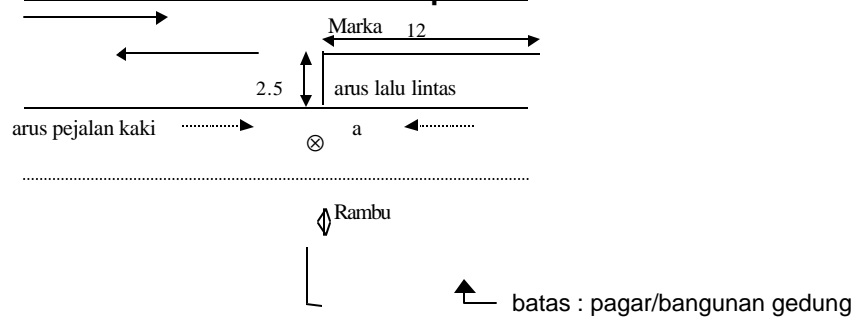 Marka 12
2.5 arus lalu lintas
arus pejalan kaki a
Rambu
batas : pagar/bangunan gedung